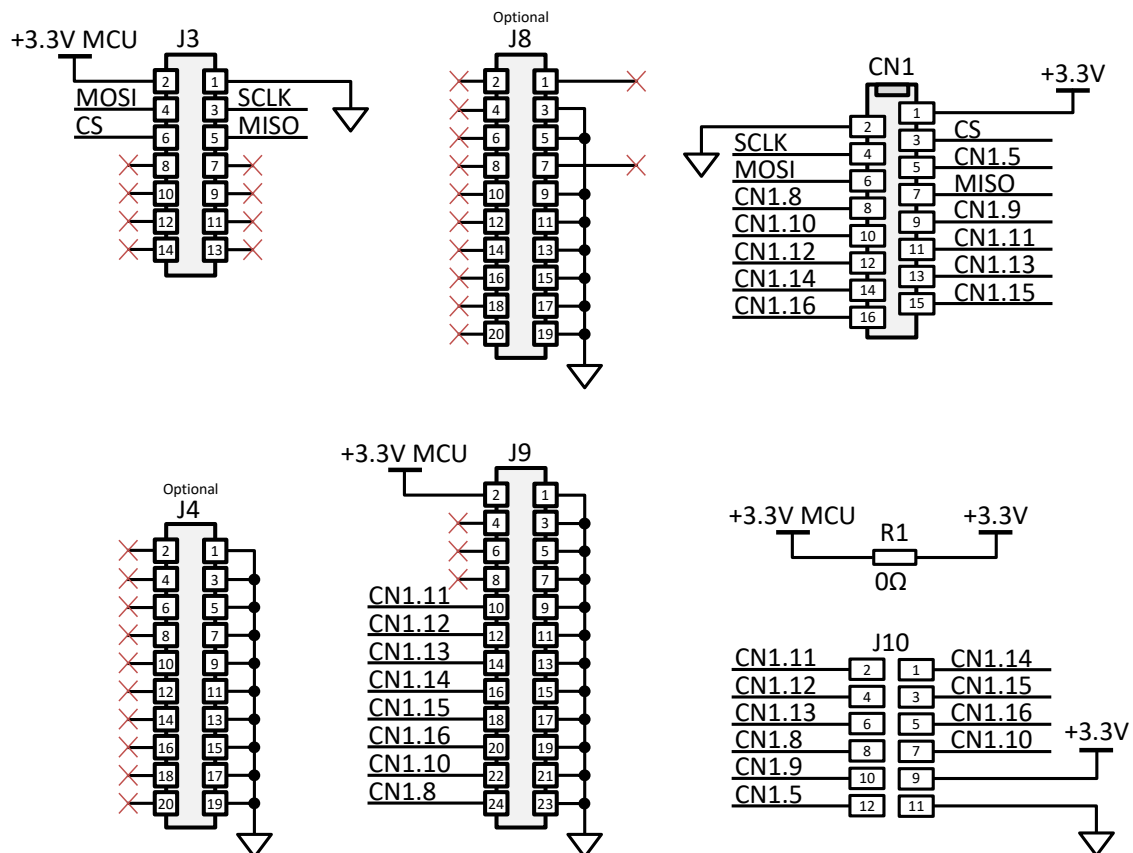 Optional
+3.3V MCU J3
2 1
MOSI 4 3 SCLK
CS 6 5 MISO
8 7
10 9
12 11
14 13
J8
2 1
4 3
6 5
8 7
10 9
12 11
14 13
16 15
18 17
20 19
CN1 +3.3V
1
2 3 CS
SCLK 4 5 CN1.5
MOSI 6 7 MISO
CN1.8 8 9 CN1.9
CN1.10 10 11 CN1.11
CN1.12 12 13 CN1.13
CN1.14 14 15 CN1.15
CN1.16 16
Optional
J4
2 1
4 3
6 5
8 7
10 9
12 11
14 13
16 15
18 17
20 19
+3.3V MCU J9
2 1
4 3
6 5
8 7
CN1.11 10 9
CN1.12 12 11
CN1.13 14 13
CN1.14 16 15
CN1.15 18 17
CN1.16 20 19
CN1.10 22 21
CN1.8 24 23
+3.3V MCU R1 +3.3V
0Ω
J10
CN1.11 2 1 CN1.14
CN1.12 4 3 CN1.15
CN1.13 6 5 CN1.16
CN1.8 8 7 CN1.10
+3.3V
CN1.9 10 9
CN1.5 12 11